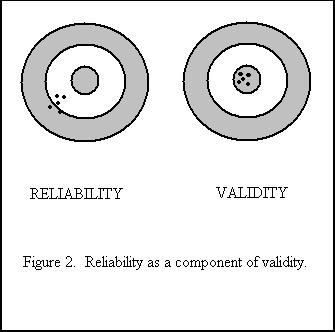 RELIABILITY VALIDITY
Figure 2. Reliability as a component of validity.